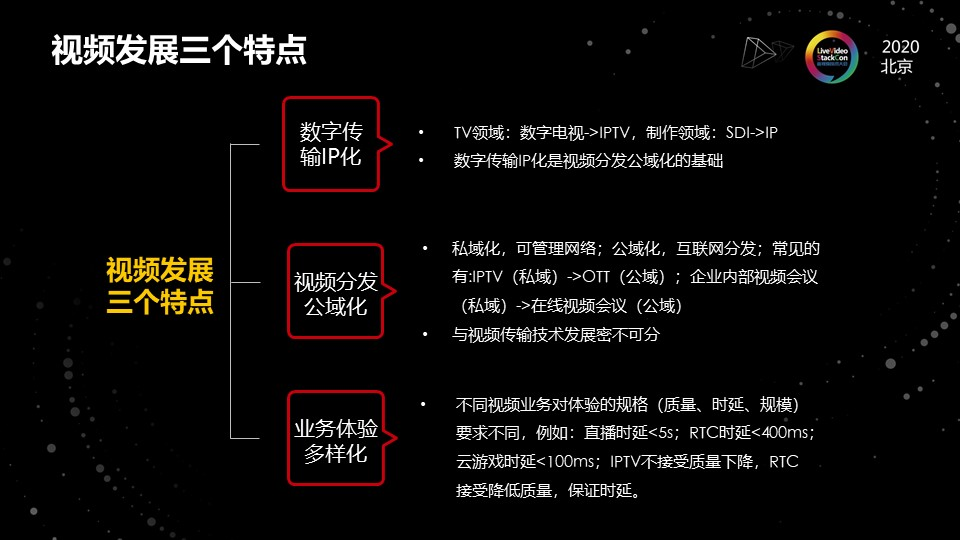 视频发展三个特点
LiveVideo
StackCon
2020
北京
视频发展
三个特点
数字传
输IP化
• TV领域：数字电视->IPTV，制作领域：SDI->IP
• 数字传输IP化是视频分发公域化的基础
视频分发
公域化
• 私域化，可管理网络；公域化，互联网分发；常见的
有:IPTV（私域）->OTT（公域）；企业内部视频会议
（私域）->在线视频会议（公域）
• 与视频传输技术发展密不可分
业务体验
多样化
• 不同视频业务对体验的规格（质量、时延、规模）
要求不同，例如：直播时延<5s；RTC时延<400ms；
云游戏时延<100ms；IPTV不接受质量下降，RTC
接受降低质量，保证时延。